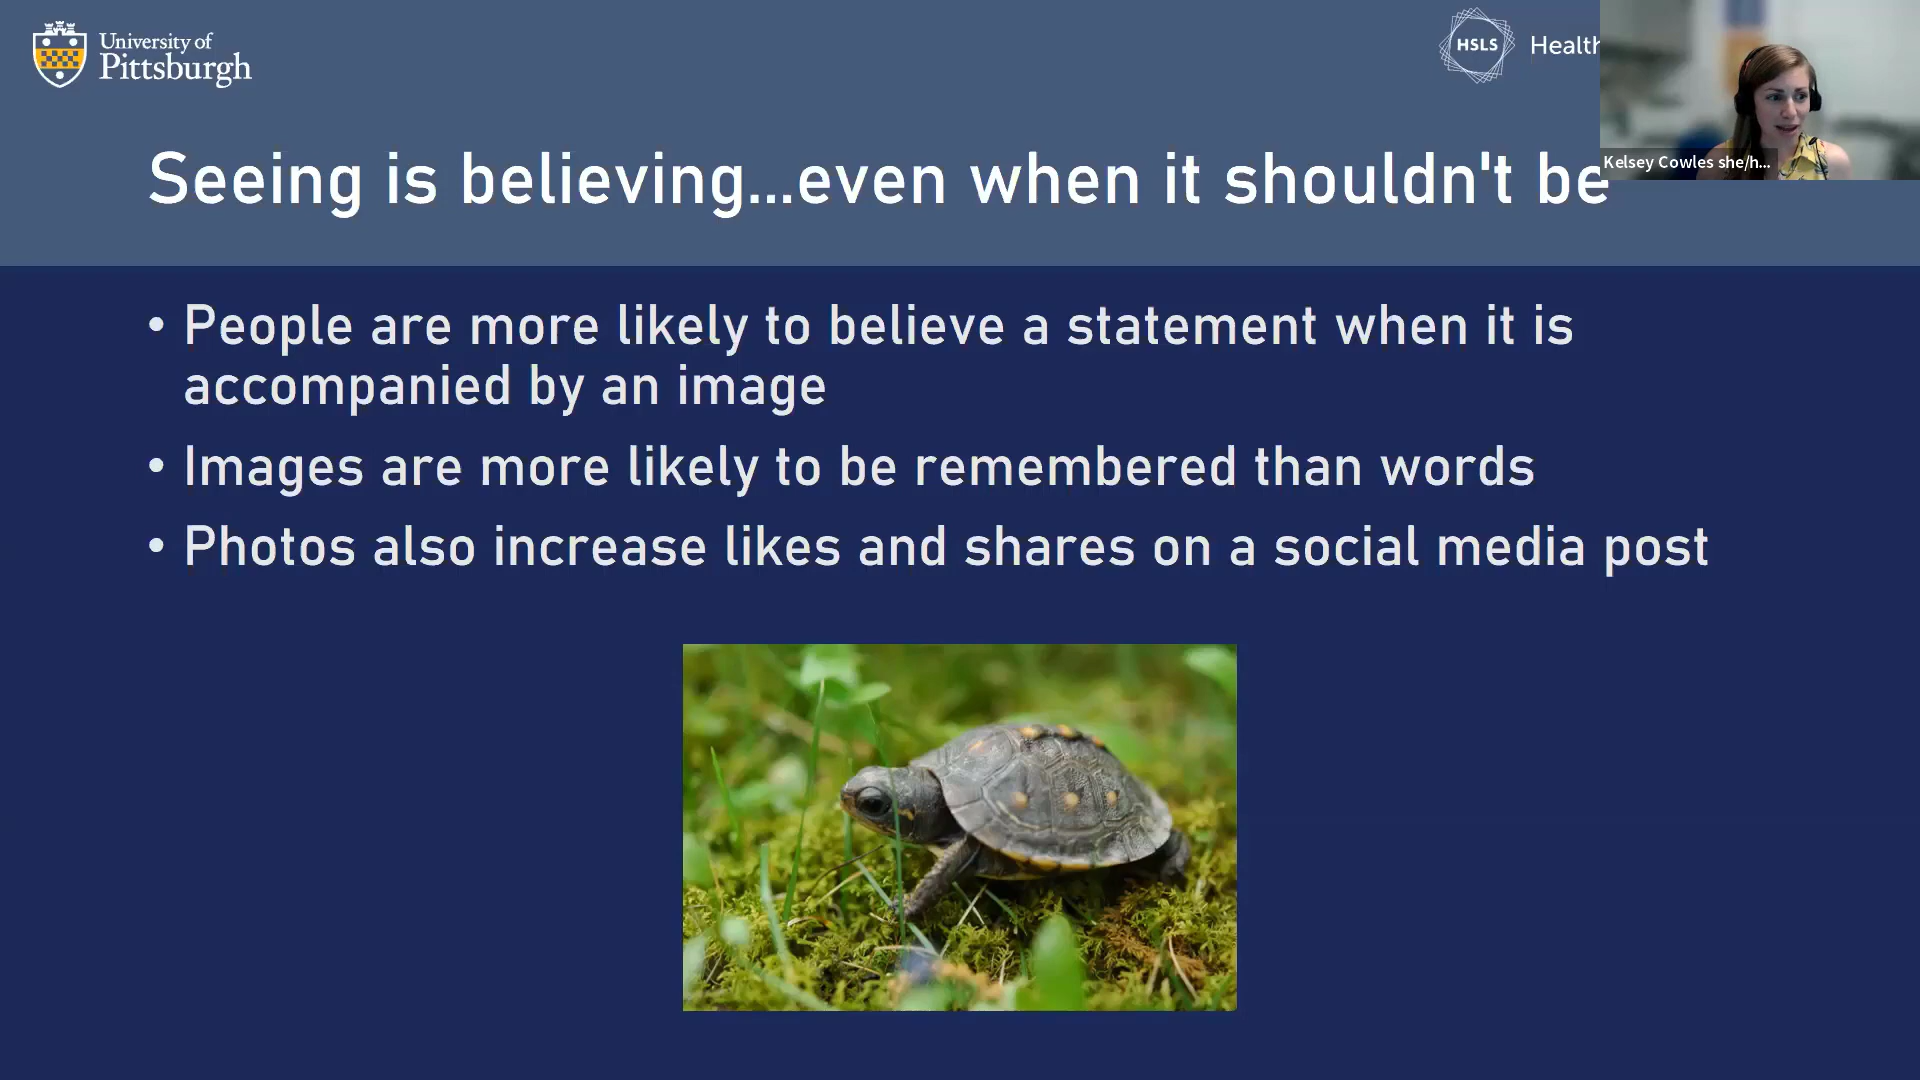 University of
Pittsburgh
HSLS
Health
Kelsey Cowles she/h...
Seeing is believing...even when it shouldn't be
• People are more likely to believe a statement when it is
accompanied by an image
• Images are more likely to be remembered than words
• Photos also increase likes and shares on a social media post